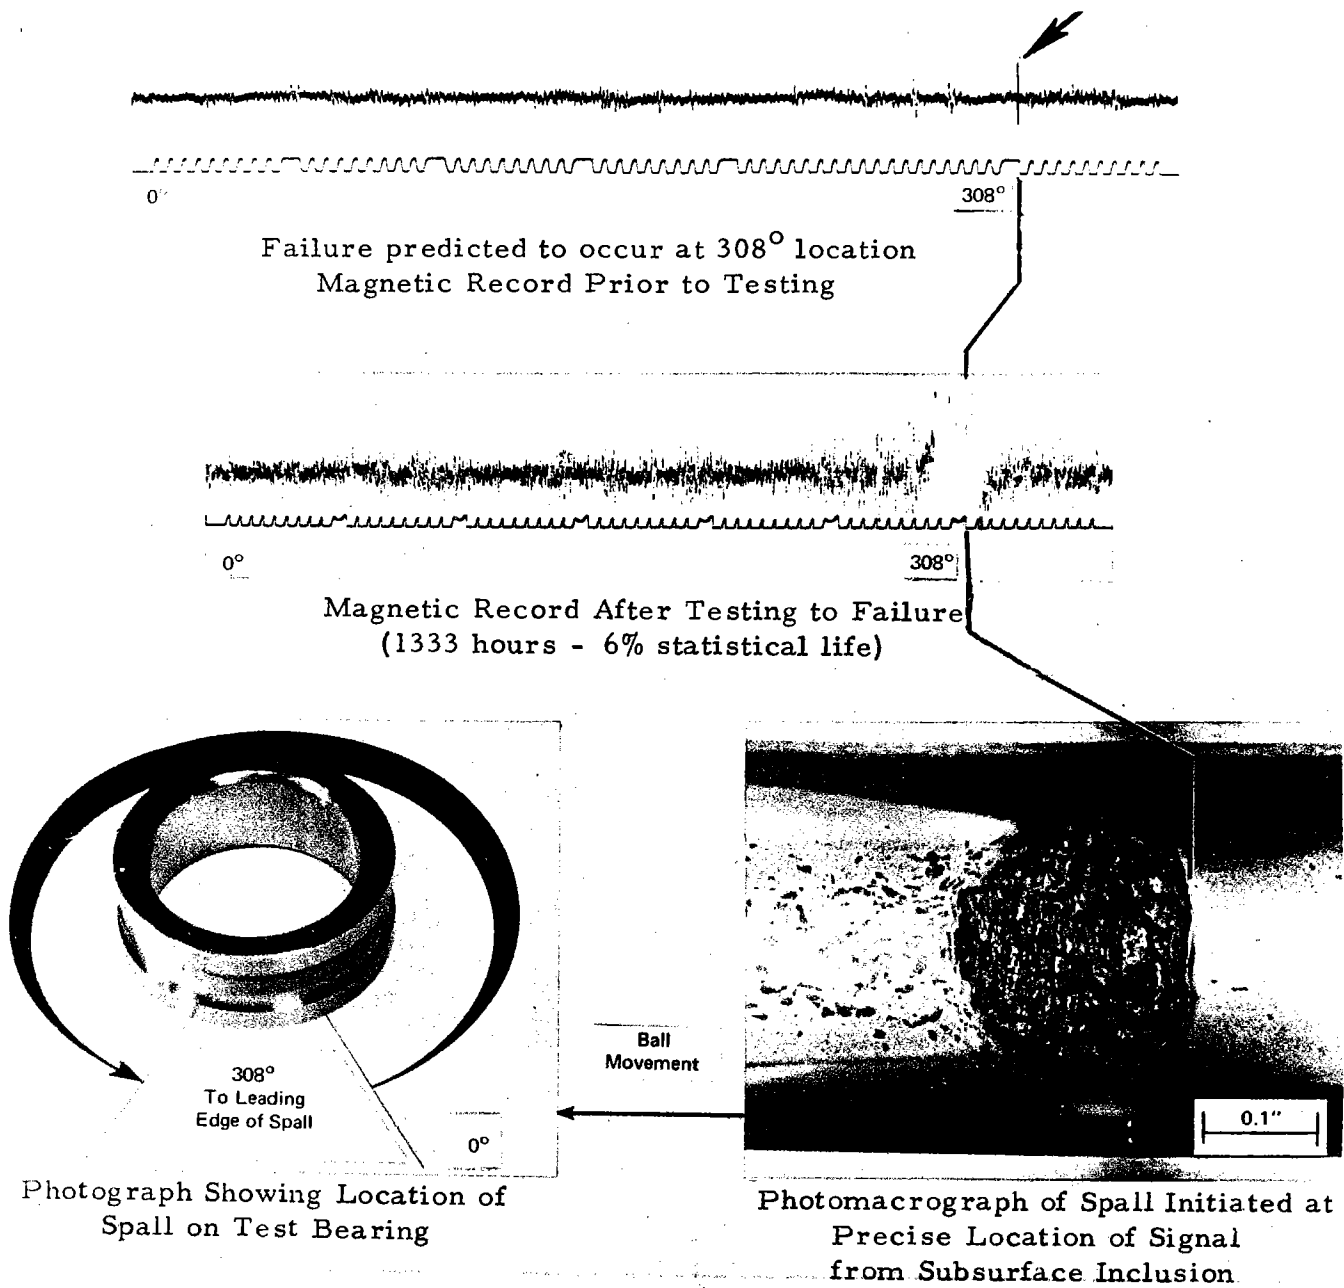 0°
308°
Failure predicted to occur at 308° location
Magnetic Record Prior to Testing
0°
308°
Magnetic Record After Testing to Failure
(1333 hours - 6% statistical life)
308°
To Leading
Edge of Spall
0°
Ball
Movement
0.1"
Photograph Showing Location of
Spall on Test Bearing
Photomacrograph of Spall Initiated at
Precise Location of Signal
from Subsurface Inclusion